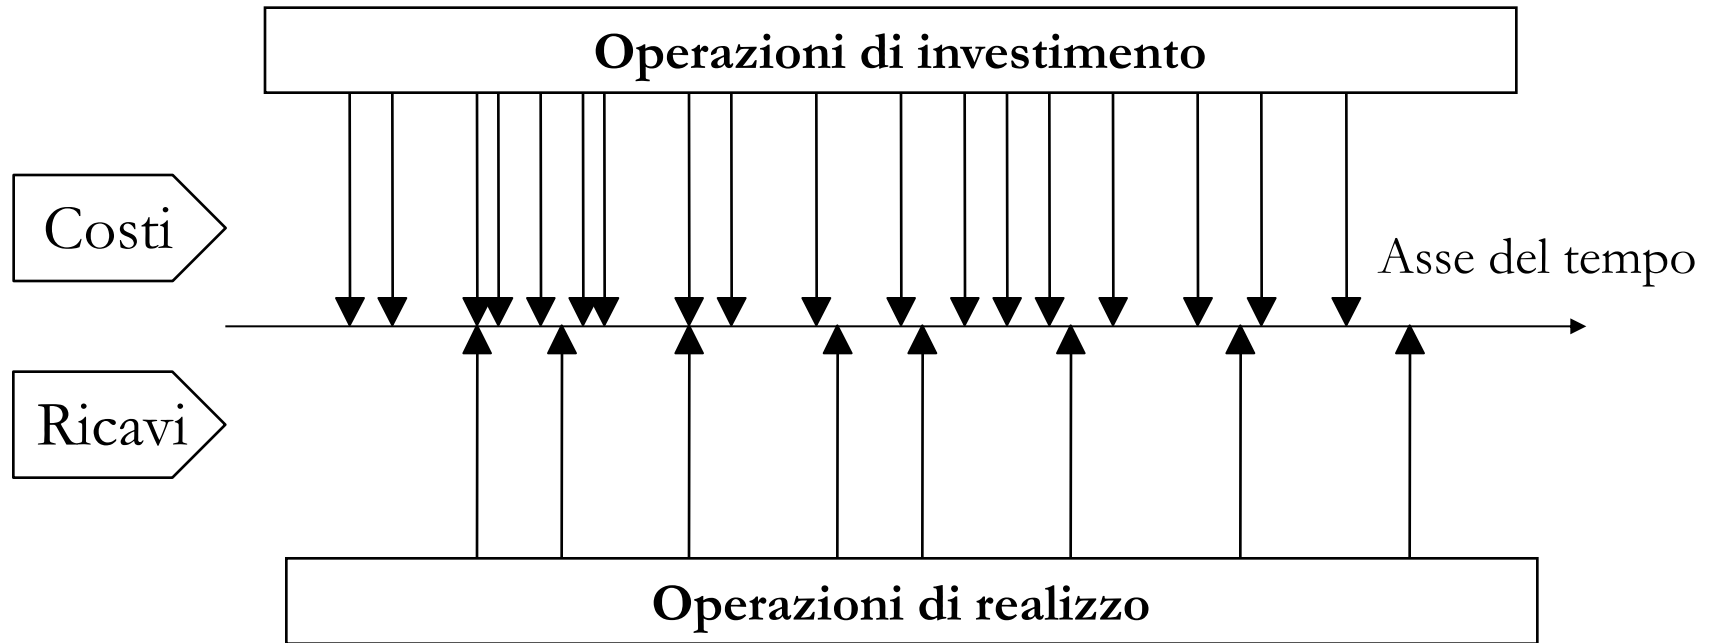 Operazioni di investimento
Costi
Asse del tempo
Ricavi
Operazioni di realizzo